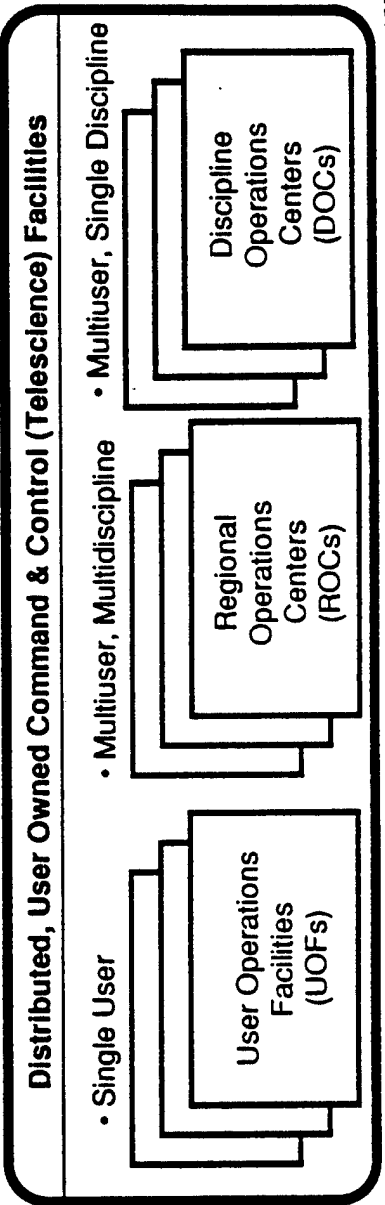 Distributed, User Owned Command & Control (Telescience) Facilities
• Single User
User Operations
Facilities
(UOFs)
• Multiuser, Multidiscipline
Regional
Operations
Centers
(ROCs)
• Multiuser, Single Discipline
Discipline
Operations
Centers
(DOCs)